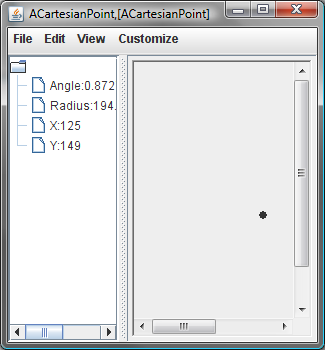 ACartesianPoint,[ACartesianPoint]
File Edit View Customize
Angle:0.872
Radius:194.
X:125
Y:149